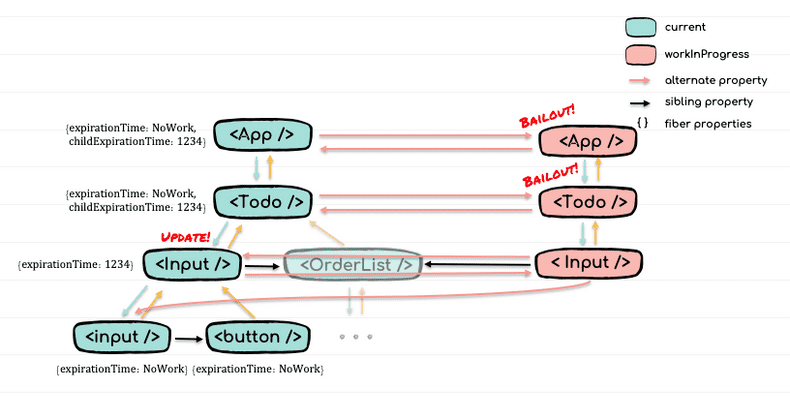 current
workInProgress
alternate property
sibling property
{ } fiber properties
{expirationTime: NoWork,
childExpirationTime: 1234}
<App />
BAILOUT!
<App />
{expirationTime: NoWork,
childExpirationTime: 1234}
<Todo />
BAILOUT!
<Todo />
UPDATE!
{expirationTime: 1234}
<Input />
<OrderList />
< Input />
<input />
<button />
{expirationTime: NoWork} {expirationTime: NoWork}